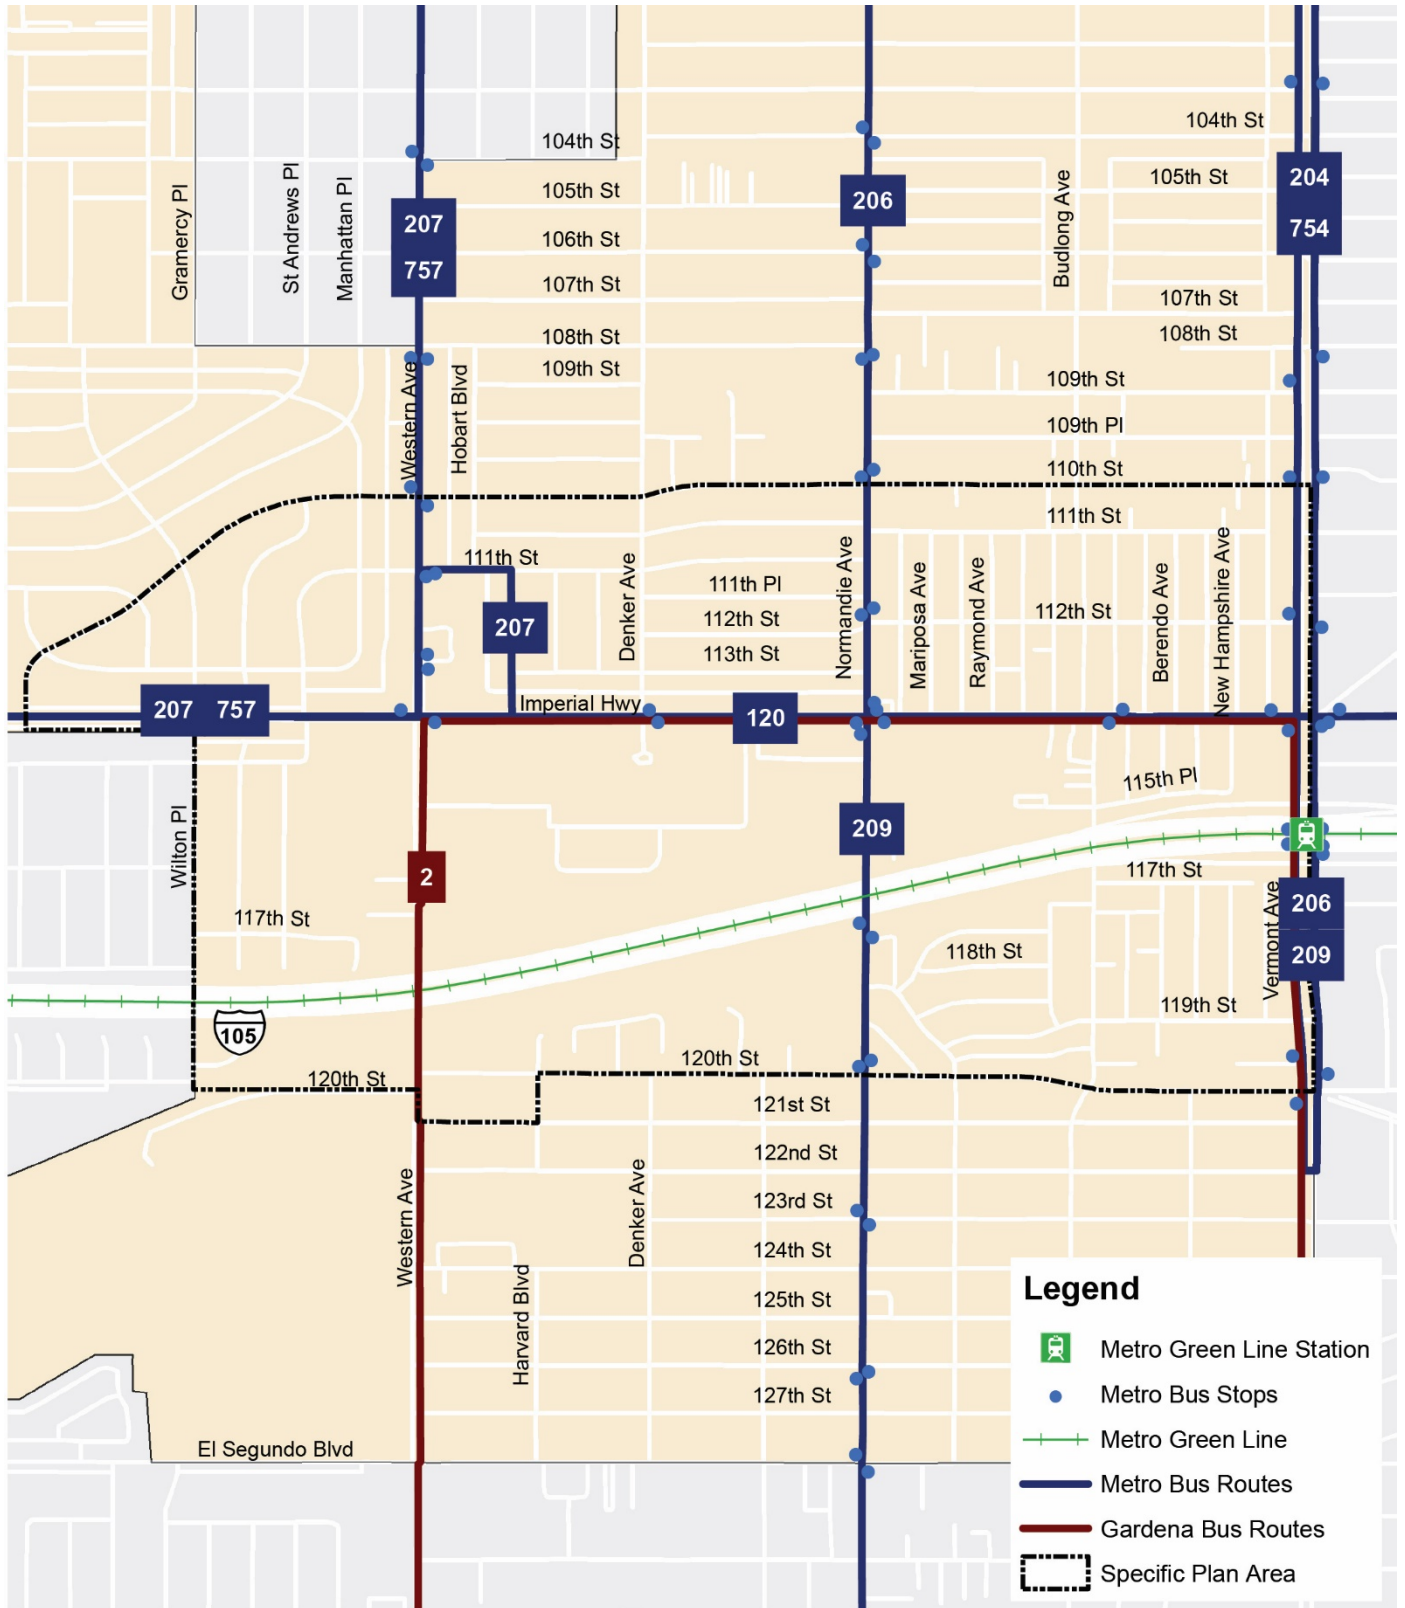 104th St
104th St
105th St
105th St
204
754
206
207
757
Gramercy Pl
St Andrews Pl
Manhattan Pl
Budlong Ave
106th St
107th St
107th St
108th St
108th St
109th St
109th St
Western Ave
Hobart Blvd
109th Pl
110th St
111th St
111th St
Denker Ave
111th Pl
112th St
112th St
113th St
Normandie Ave
Mariposa Ave
Raymond Ave
Berendo Ave
New Hampshire Ave
207
Imperial Hwy
207 757
120
115th Pl
Wilton Pl
209
2
117th St
117th St
Vermont Ave
206
209
118th St
119th St
105
120th St
120th St
121st St
122nd St
123rd St
124th St
125th St
126th St
127th St
Western Ave
Denker Ave
Harvard Blvd
El Segundo Blvd
Legend
Metro Green Line Station
Metro Bus Stops
Metro Green Line
Metro Bus Routes
Gardena Bus Routes
Specific Plan Area